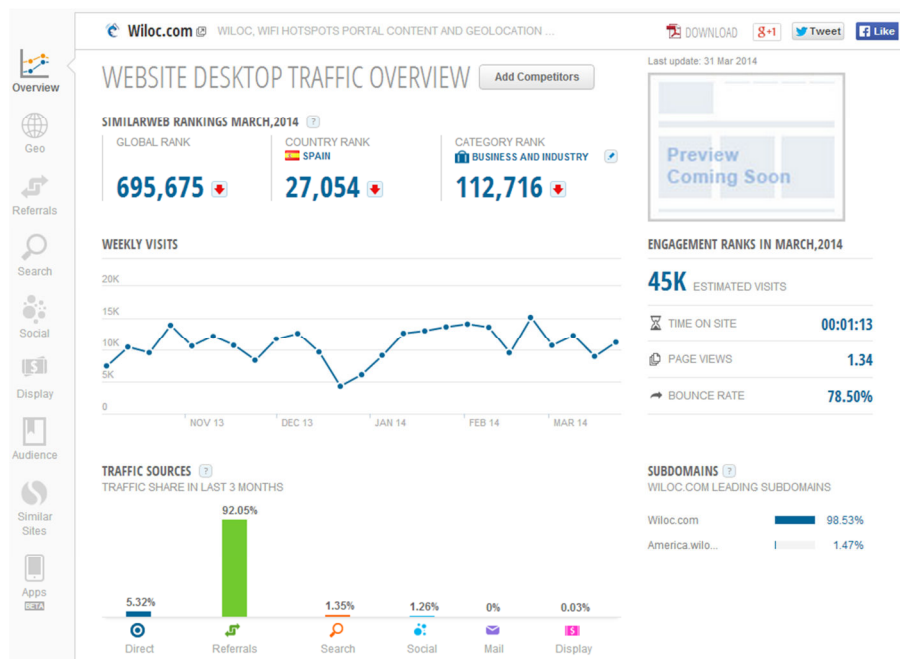 Wiloc.com WILOC, WIFI HOTSPOTS PORTAL CONTENT AND GEOLOCATION ...
DOWNLOAD g+1 Tweet Like
Overview
Geo
Referrals
Search
Social
Display
Audience
Similar
Sites
Apps
BETA
WEBSITE DESKTOP TRAFFIC OVERVIEW Add Competitors
SIMILARWEB RANKINGS MARCH,2014 ?
GLOBAL RANK
695,675
COUNTRY RANK
SPAIN
27,054
CATEGORY RANK
BUSINESS AND INDUSTRY
112,716
Last update: 31 Mar 2014
Preview
Coming Soon
WEEKLY VISITS
20K
15K
10K
5K
0
NOV 13 DEC 13 JAN 14 FEB 14 MAR 14
ENGAGEMENT RANKS IN MARCH,2014
45K ESTIMATED VISITS
TIME ON SITE 00:01:13
PAGE VIEWS 1.34
BOUNCE RATE 78.50%
TRAFFIC SOURCES ?
TRAFFIC SHARE IN LAST 3 MONTHS
5.32% 92.05% 1.35% 1.26% 0% 0.03%
Direct Referrals Search Social Mail Display
SUBDOMAINS ?
WILOC.COM LEADING SUBDOMAINS
Wiloc.com 98.53%
America.wilo... 1.47%